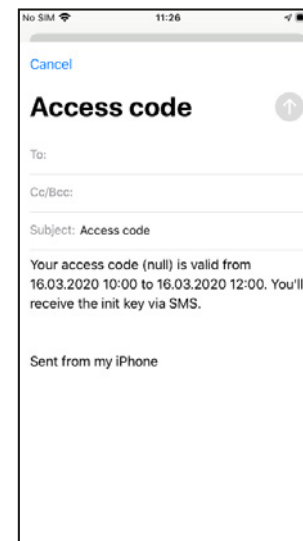 No SIM 11:26
Cancel
Access code
To:
Cc/Bcc:
Subject: Access code
Your access code (null) is valid from
16.03.2020 10:00 to 16.03.2020 12:00. You'll
receive the init key via SMS.
Sent from my iPhone